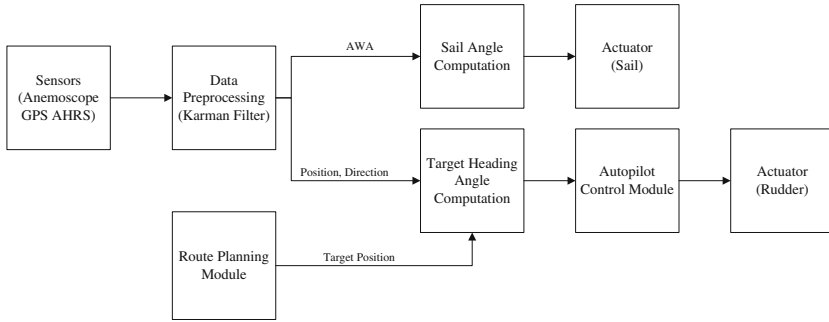 Sensors
(Anemoscope
GPS AHRS)
Data
Preprocessing
(Karman Filter)
AWA
Sail Angle
Computation
Actuator
(Sail)
Position, Direction
Target Heading
Angle
Computation
Autopilot
Control Module
Actuator
(Rudder)
Route Planning
Module
Target Position